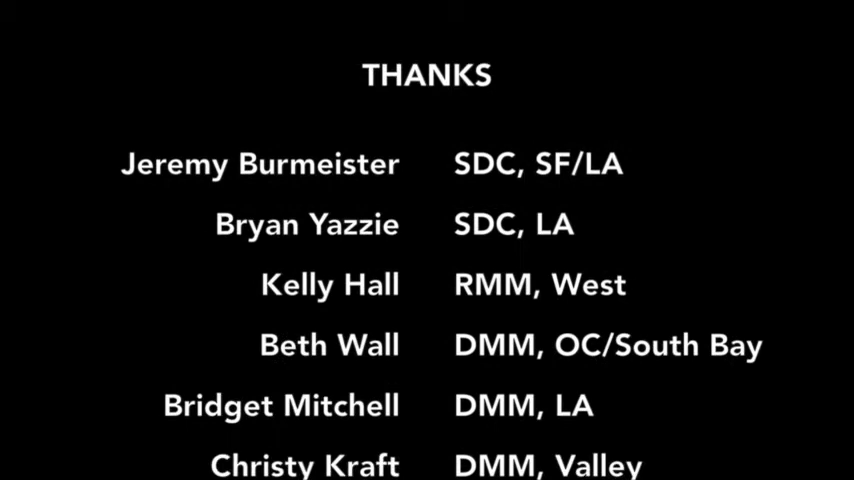 THANKS
Jeremy Burmeister SDC, SF/LA
Bryan Yazzie SDC, LA
Kelly Hall RMM, West
Beth Wall DMM, OC/South Bay
Bridget Mitchell DMM, LA
Christy Kraft DMM, Valley